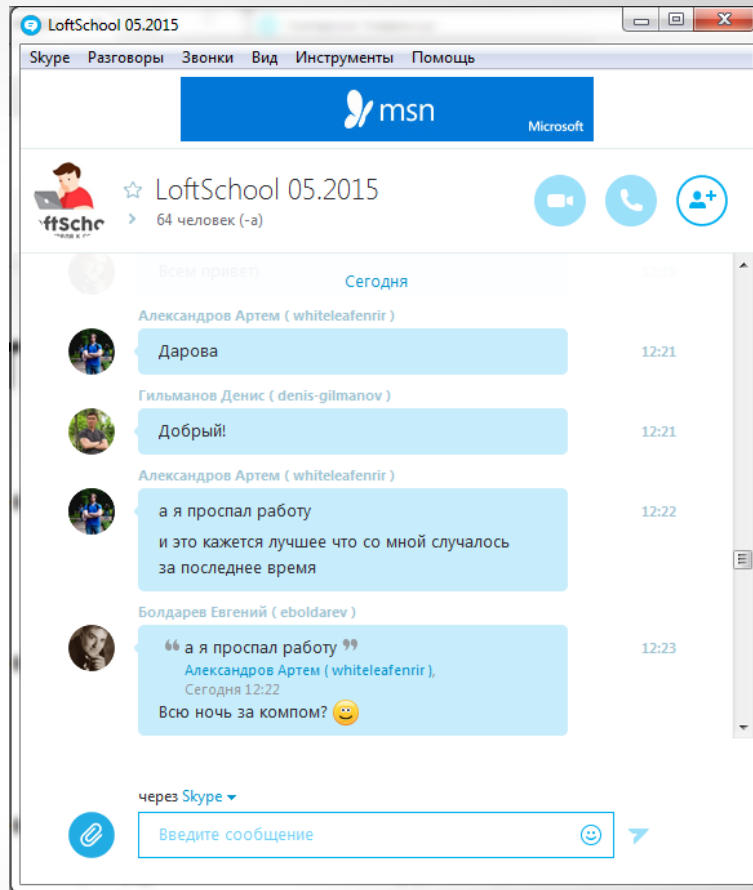 LoftSchool 05.2015
Skype Разговоры Звонки Вид Инструменты Помощь
msn
Microsoft
LoftSchool 05.2015
64 человек (-а)
Всем привет)
Сегодня
Александров Артем ( whiteleafenrir )
Дарова
12:21
Гильманов Денис ( denis-gilmanov )
Добрый!
12:21
Александров Артем ( whiteleafenrir )
а я проспал работу
12:22
и это кажется лучшее что со мной случалось
за последнее время
Болдарев Евгений ( eboldarev )
“ а я проспал работу ”
12:23
Александров Артем ( whiteleafenrir ),
Сегодня 12:22
Всю ночь за компом?
через Skype
Введите сообщение